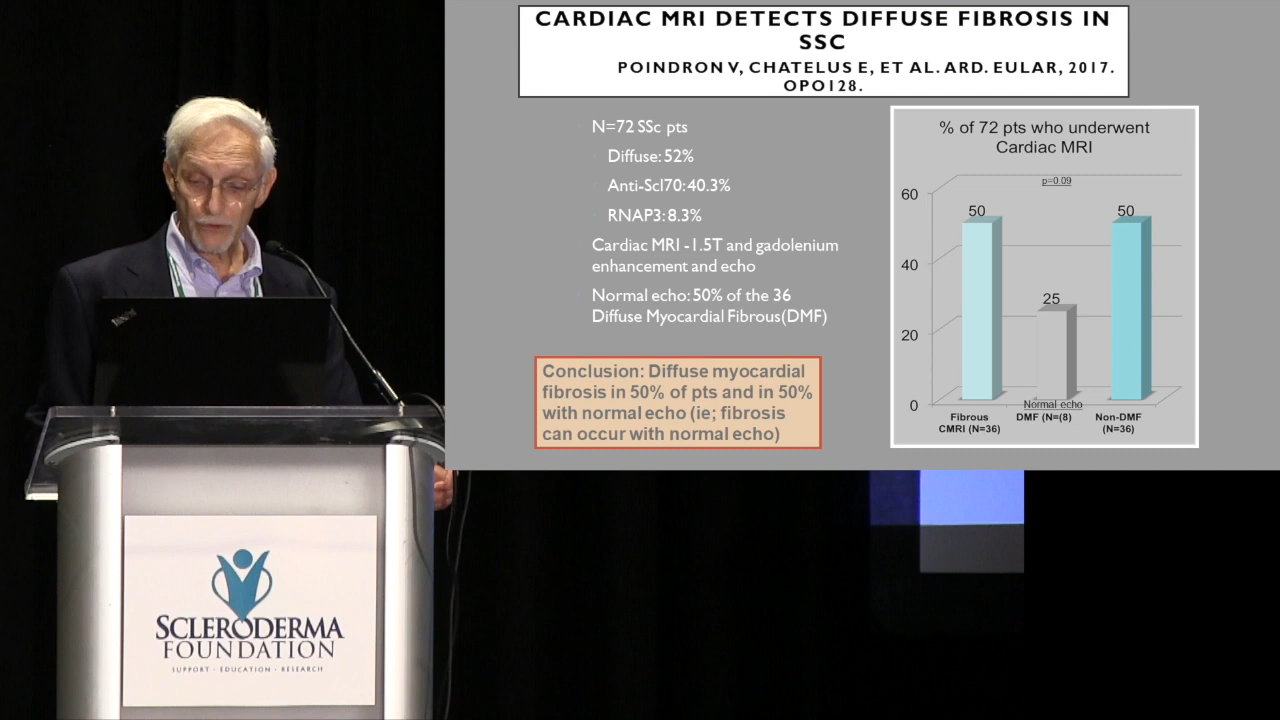 CARDIAC MRI DETECTS DIFFUSE FIBROSIS IN
SSC
POINDRON V, CHATELUS E, ET AL. ARD. EULAR, 2017.
OPO128.
N=72 SSc pts
Diffuse: 52%
Anti-Scl70: 40.3%
RNAP3: 8.3%
Cardiac MRI -1.5T and gadolenium
enhancement and echo
Normal echo: 50% of the 36
Diffuse Myocardial Fibrous(DMF)
Conclusion: Diffuse myocardial
fibrosis in 50% of pts and in 50%
with normal echo (ie; fibrosis
can occur with normal echo)
% of 72 pts who underwent
Cardiac MRI
p=0.09
60
40
20
0
50
25
50
Normal echo
Fibrous
CMRI (N=36)
DMF (N=(8)
Non-DMF
(N=36)
ThinkPad
SCLERODERMA
FOUNDATION
SUPPORT · EDUCATION · RESEARCH